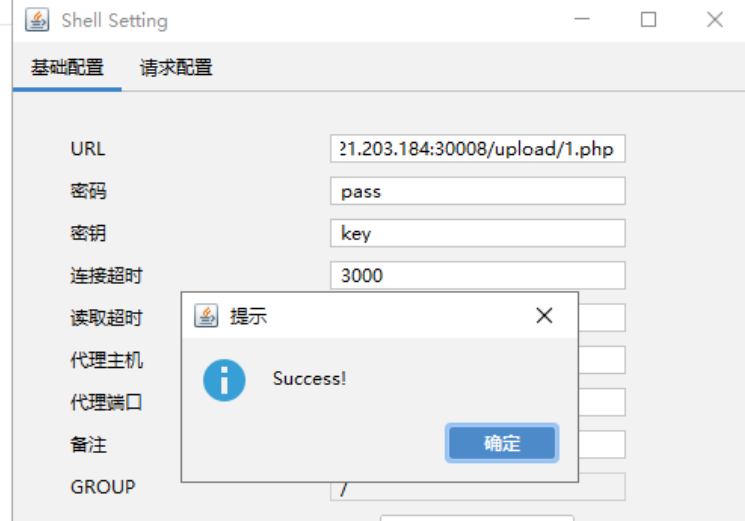 Shell Setting
基础配置 请求配置
URL 21.203.184:30008/upload/1.php
密码 pass
密钥 key
连接超时 3000
提示
读取超时
代理主机
Success!
代理端口
备注 确定
GROUP /